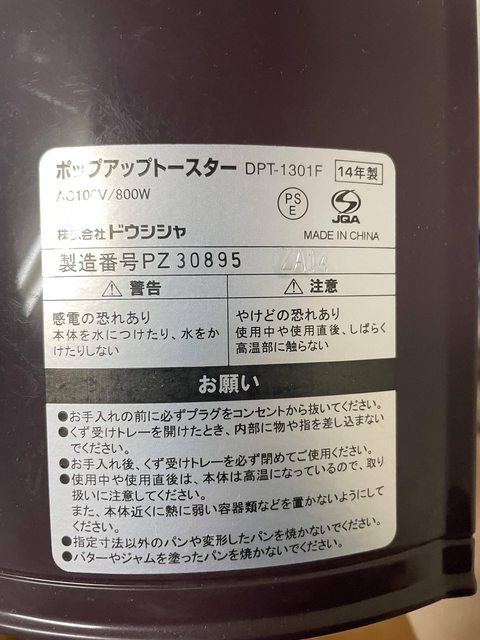 ポップアップトースター DPT-1301F 14年製
AC100V/800W
PS
E
JQA
株式会社ドウシシャ MADE IN CHINA
製造番号PZ30895 ZA14
⚠警告 ⚠注意
感電の恐れあり
本体を水につけたり、水をか
けたりしない
やけどの恐れあり
使用中や使用直後、しばらく
高温部に触らない
お願い
●お手入れの前に必ずプラグをコンセントから抜いてください。
●くず受けトレーを開けたとき、内部に物や指を差し込まない
でください。
●お手入れ後、くず受けトレーを必ず閉めてご使用ください。
●使用中や使用直後は、本体は高温になっているので、取り
扱いに注意してください。
また、本体近くに熱に弱い容器類などを置かないようにして
ください。
●指定寸法以外のパンや変形したパンを焼かないでください。
●バターやジャムを塗ったパンを焼かないでください。